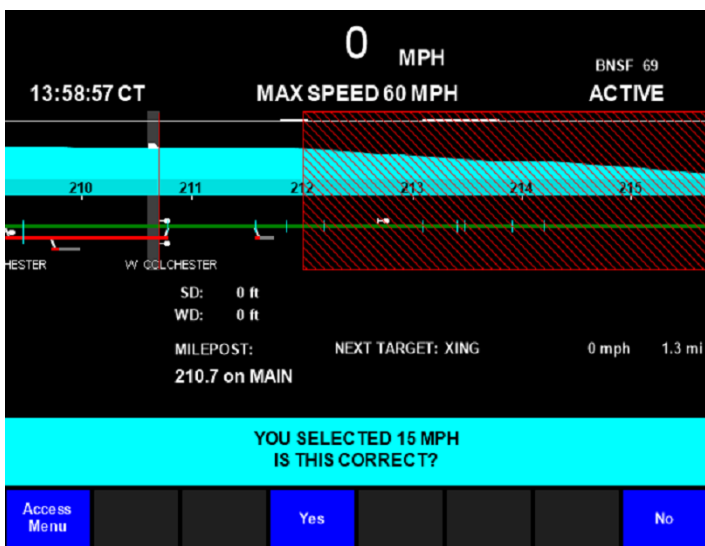 0 MPH
BNSF 69
13:58:57 CT MAX SPEED 60 MPH ACTIVE
210 211 212 213 214 215
HESTER W COLCHESTER
SD: 0 ft
WD: 0 ft
MILEPOST: NEXT TARGET: XING 0 mph 1.3 mi
210.7 on MAIN
YOU SELECTED 15 MPH
IS THIS CORRECT?
Access
Menu
Yes
No